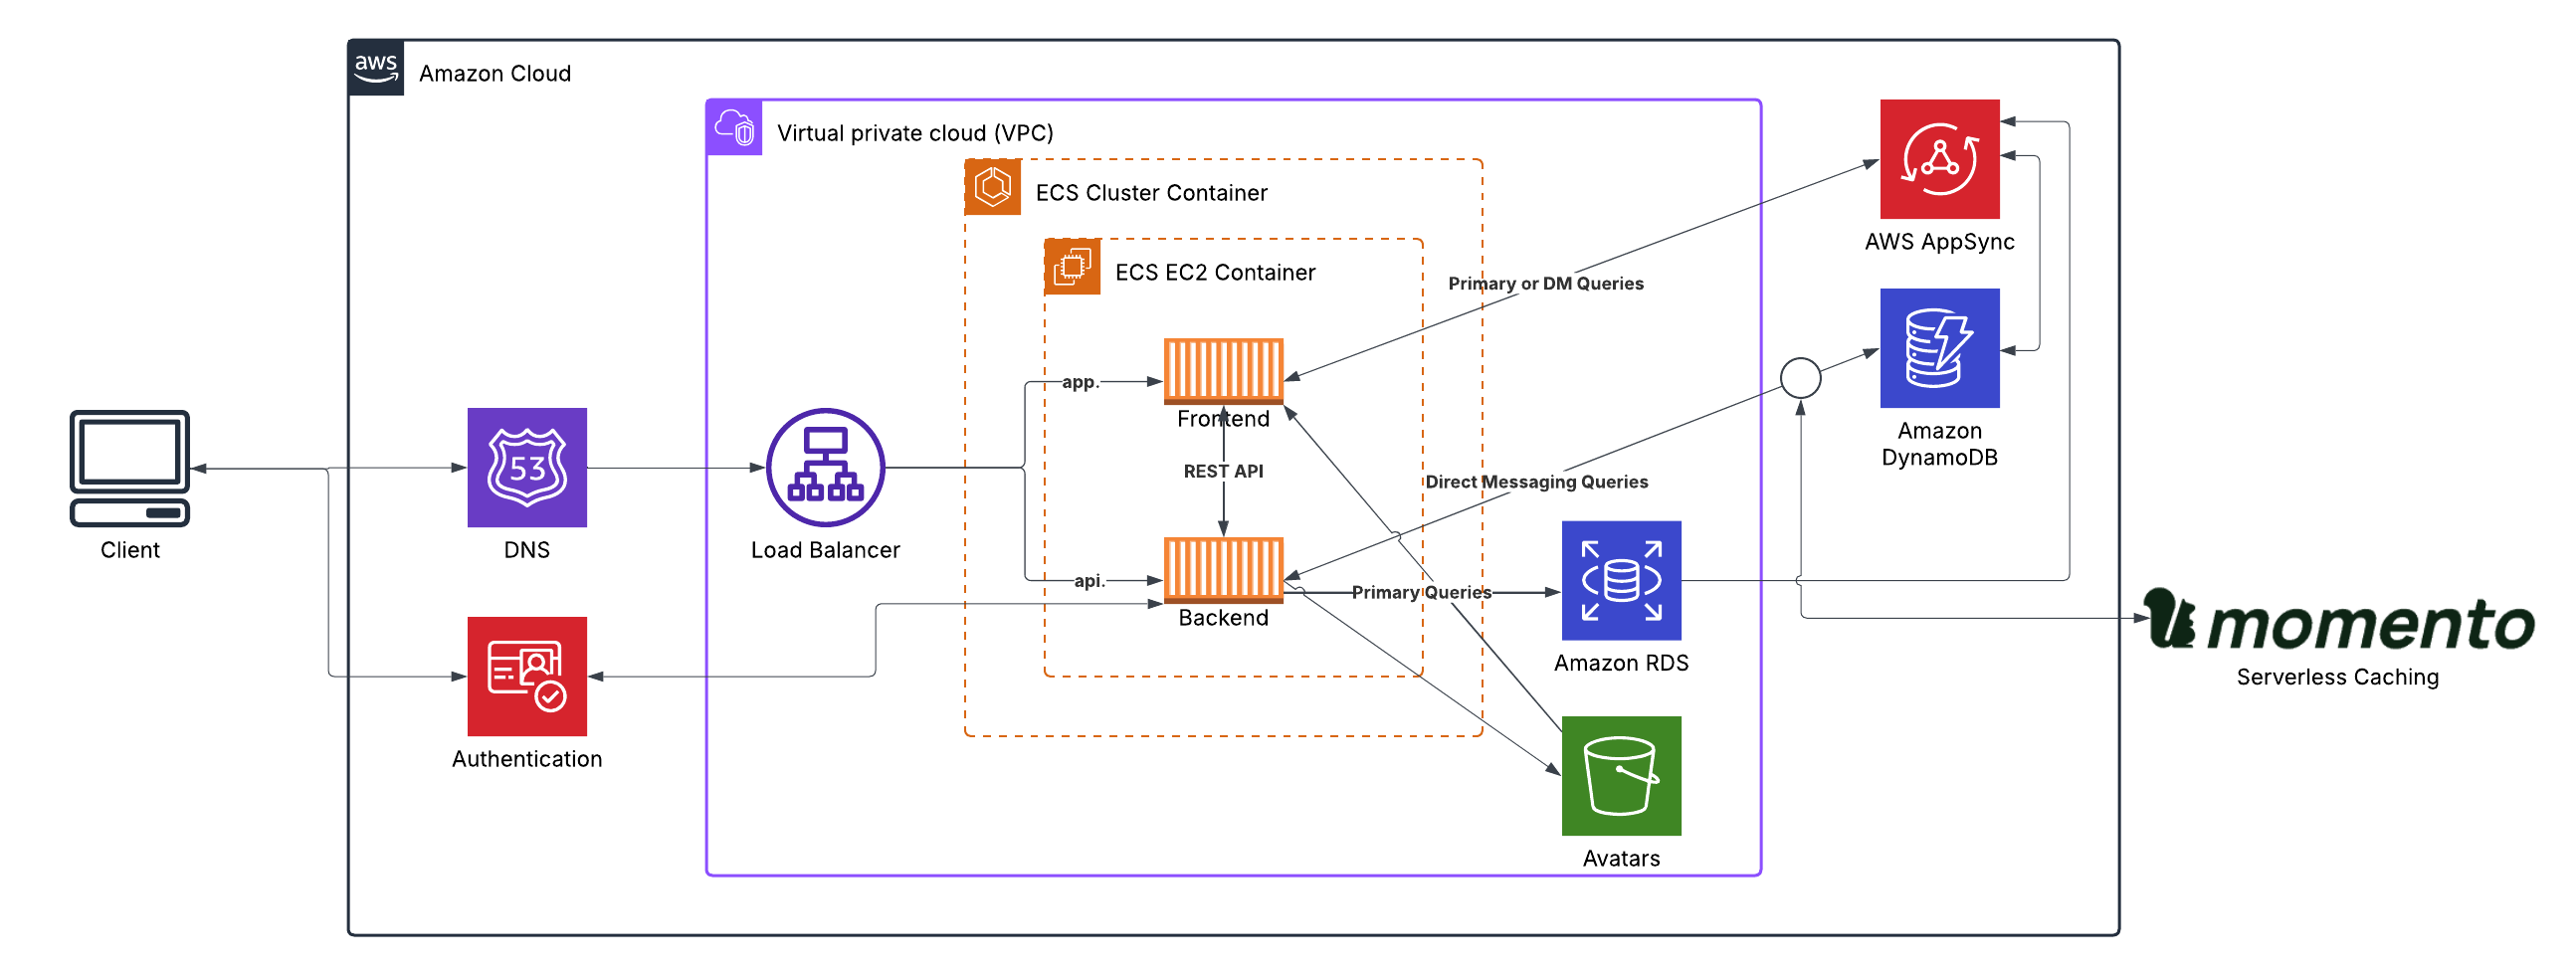 aws
Amazon Cloud
Virtual private cloud (VPC)
ECS Cluster Container
ECS EC2 Container
AWS AppSync
Primary or DM Queries
app.
Frontend
Amazon
DynamoDB
53
REST API
Direct Messaging Queries
Client
DNS
Load Balancer
api.
Primary Queries
Backend
Amazon RDS
momento
Serverless Caching
Authentication
Avatars